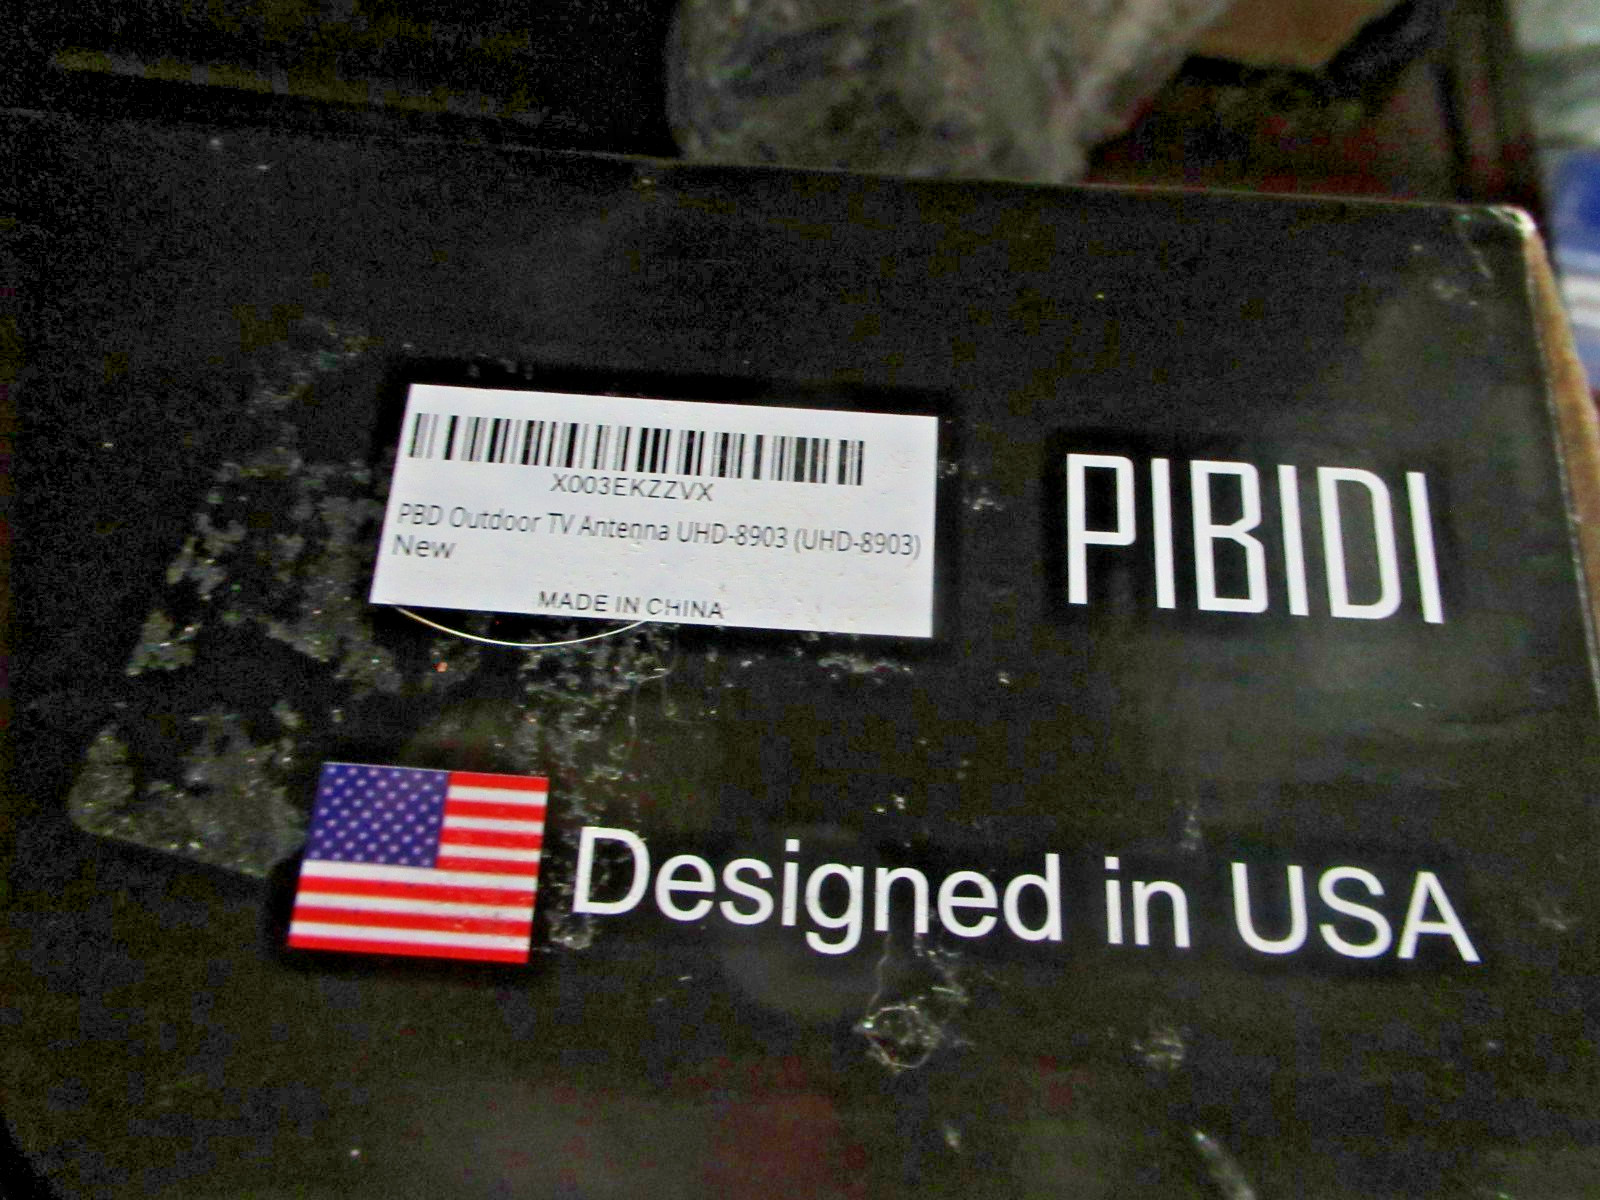 X003EKZZVX
PBD Outdoor TV Antenna UHD-8903 (UHD-8903)
New
MADE IN CHINA
PIBIDI
Designed in USA